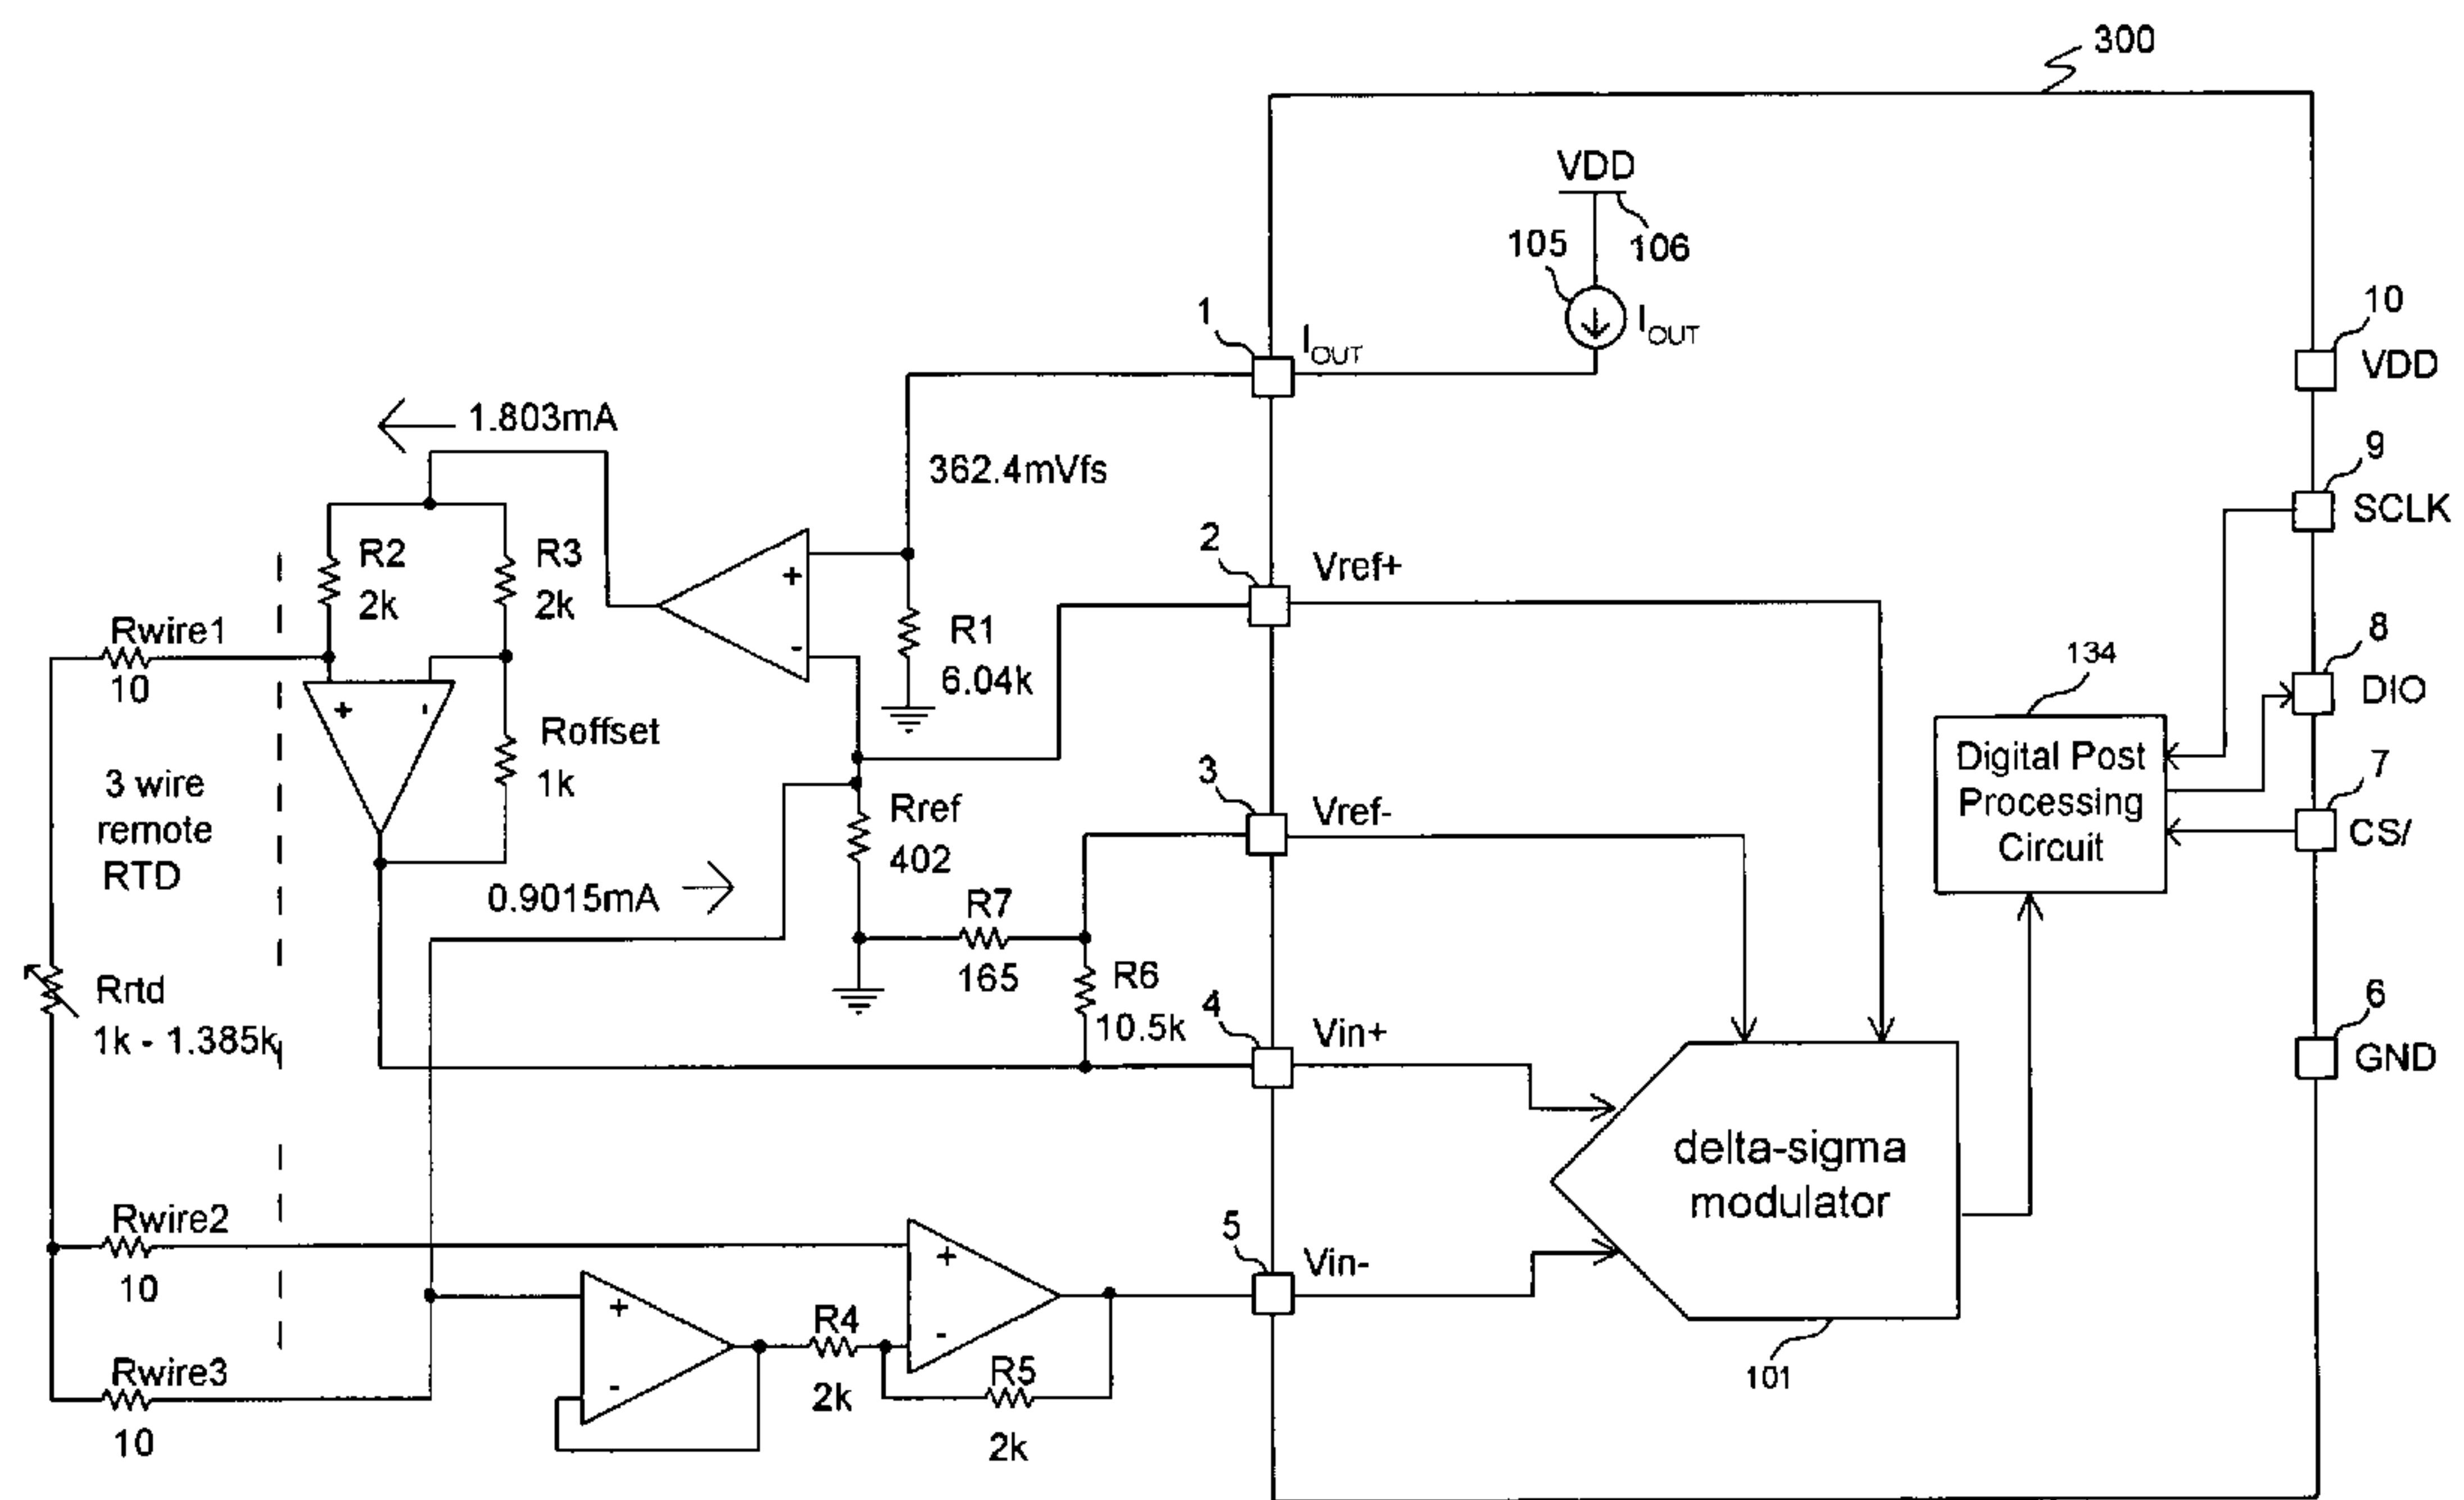 300
VDD
105
106
I_OUT
1
I_OUT
10
VDD
1.803mA
362.4mVfs
9
SCLK
R2
2k
R3
2k
+
-
R1
6.04k
2
Vref+
8
DIO
Rwire1
10
+
-
Roffset
1k
3 wire
remote
RTD
134
Digital Post
Processing
Circuit
7
CS/
3
Vref-
Rref
402
0.9015mA
R7
165
R6
10.5k
Rrtd
1k - 1.385k
4
Vin+
6
GND
delta-sigma
modulator
101
Rwire2
10
5
Vin-
+
-
+
-
R4
2k
R5
2k
Rwire3
10